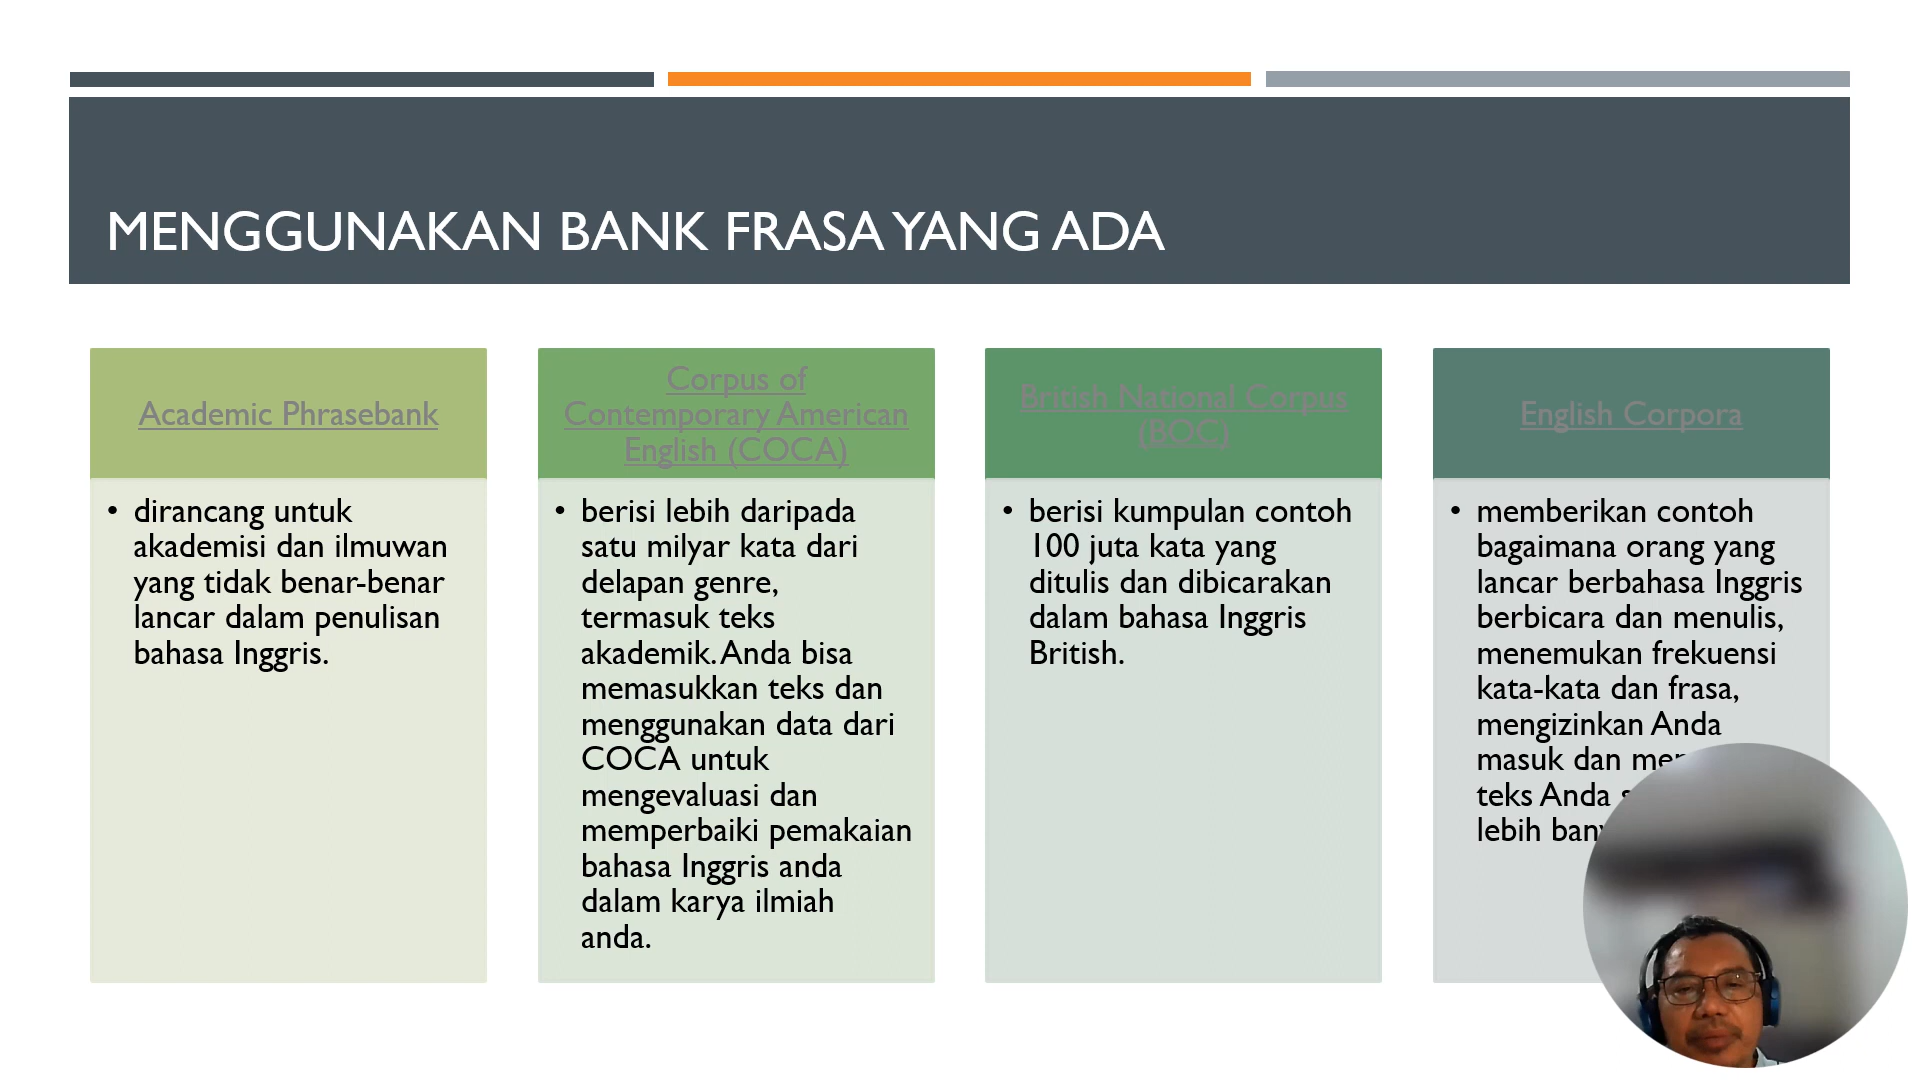 MENGGUNAKAN BANK FRASA YANG ADA
Academic Phrasebank
• dirancang untuk
akademisi dan ilmuwan
yang tidak benar-benar
lancar dalam penulisan
bahasa Inggris.
Corpus of
Contemporary American
English (COCA)
• berisi lebih daripada
satu milyar kata dari
delapan genre,
termasuk teks
akademik. Anda bisa
memasukkan teks dan
menggunakan data dari
COCA untuk
mengevaluasi dan
memperbaiki pemakaian
bahasa Inggris anda
dalam karya ilmiah
anda.
British National Corpus
(BOC)
• berisi kumpulan contoh
100 juta kata yang
ditulis dan dibicarakan
dalam bahasa Inggris
British.
English Corpora
• memberikan contoh
bagaimana orang yang
lancar berbahasa Inggris
berbicara dan menulis,
menemukan frekuensi
kata-kata dan frasa,
mengizinkan Anda
masuk dan
teks Anda
lebih